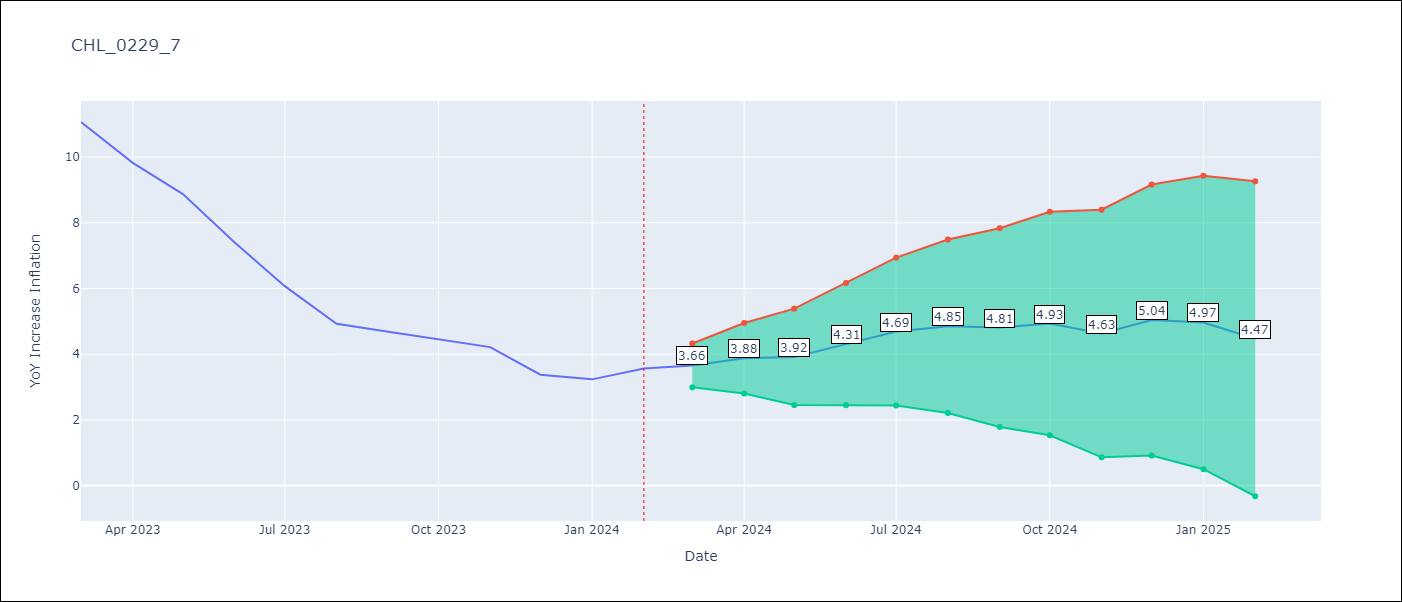 CHL_0229_7
YoY Increase Inflation
10
8
6
4
2
0
3.66
3.88
3.92
4.31
4.69
4.85
4.81
4.93
4.63
5.04
4.97
4.47
Apr 2023
Jul 2023
Oct 2023
Jan 2024
Apr 2024
Jul 2024
Oct 2024
Jan 2025
Date